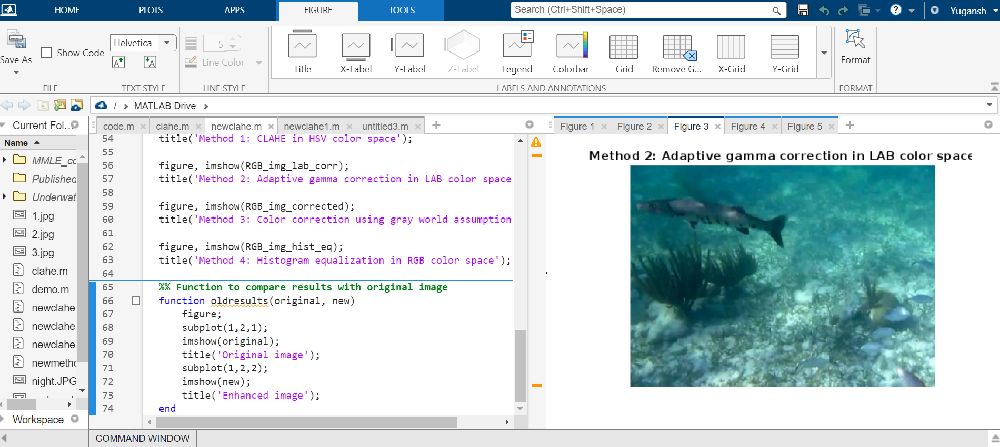 HOME PLOTS APPS FIGURE TOOLS Search (Ctrl+Shift+Space) ? Yugansh
Save As Show Code
Helvetica
A A
5
Line Color
Title X-Label Y-Label Z-Label Legend Colorbar Grid Remove G... X-Grid Y-Grid
Format
FILE TEXT STYLE LINE STYLE LABELS AND ANNOTATIONS FORMAT
/ > MATLAB Drive >
Current Fol...
Name
MMLE_cc
Published
Underwat
1.jpg
2.jpg
3.jpg
clahe.m
demo.m
newclahe
newclahe
newclahe
newmetho
night.JPG
Workspace
code.m clahe.m newclahe.m newclahe1.m untitled3.m +
54 title('Method 1: CLAHE in HSV color space');
55
56 figure, imshow(RGB_img_lab_corr);
57 title('Method 2: Adaptive gamma correction in LAB color space
58
59 figure, imshow(RGB_img_corrected);
60 title('Method 3: Color correction using gray world assumption
61
62 figure, imshow(RGB_img_hist_eq);
63 title('Method 4: Histogram equalization in RGB color space');
64
65 %% Function to compare results with original image
66 function oldresults(original, new)
67 figure;
68 subplot(1,2,1);
69 imshow(original);
70 title('Original image');
71 subplot(1,2,2);
72 imshow(new);
73 title('Enhanced image');
74 end
Figure 1 Figure 2 Figure 3 Figure 4 Figure 5 +
Method 2: Adaptive gamma correction in LAB color space
COMMAND WINDOW